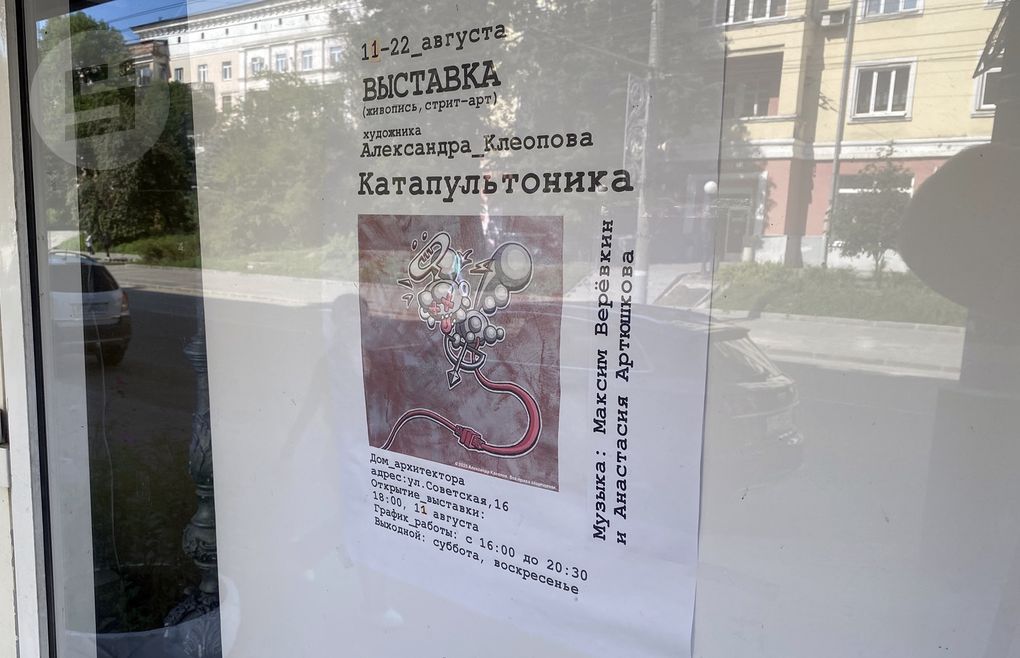 11-22_августа
ВЫСТАВКА
(живопись, стрит-арт)
художника
Александра_Клеопова
Катапультоника
Музыка: Максим Верёвкин
и Анастасия Артюшкова
Дом_архитектора
адрес:ул.Советская,16
Открытие_выставки:
18:00, 11 августа
График_работы: с 16:00 до 20:30
Выходной: суббота, воскресенье